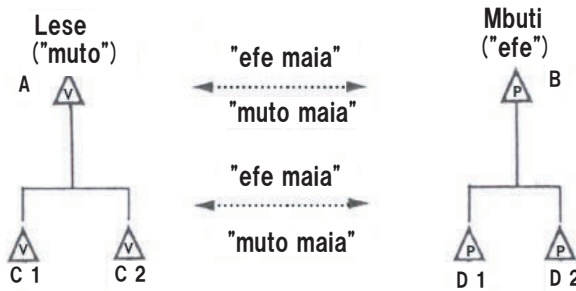 Lese
("muto")
Mbuti
("efe")
A
V
"efe maia"
"muto maia"
P
B
"efe maia"
"muto maia"
V
V
P
P
C 1
C 2
D 1
D 2